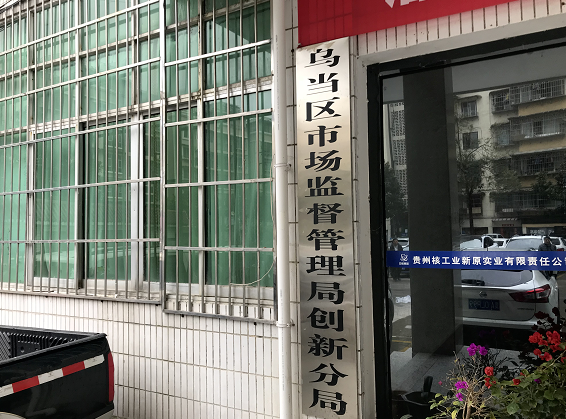 乌当区市场监督管理局创新分局
贵州核工业新原实业有限责任公